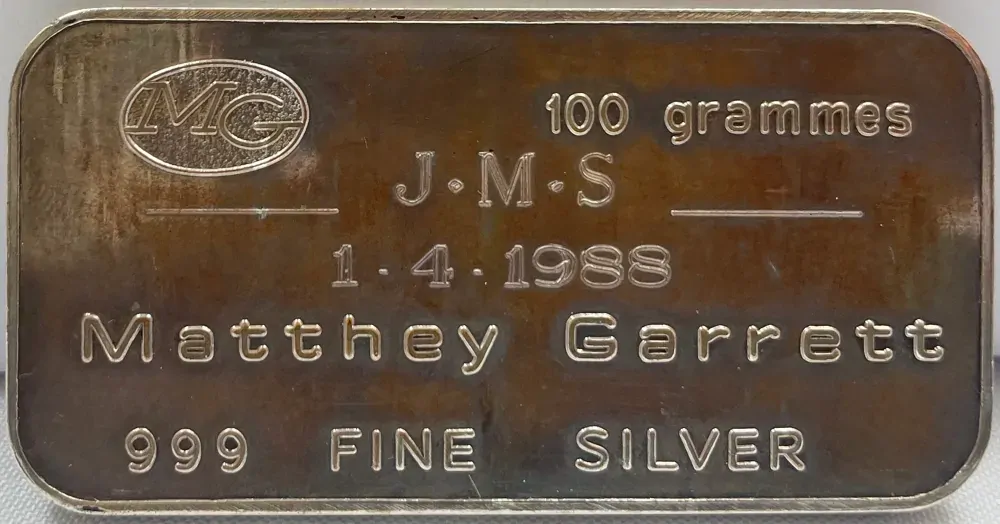 MG
100 grammes
J·M·S
1·4·1988
Matthey Garrett
999 FINE SILVER